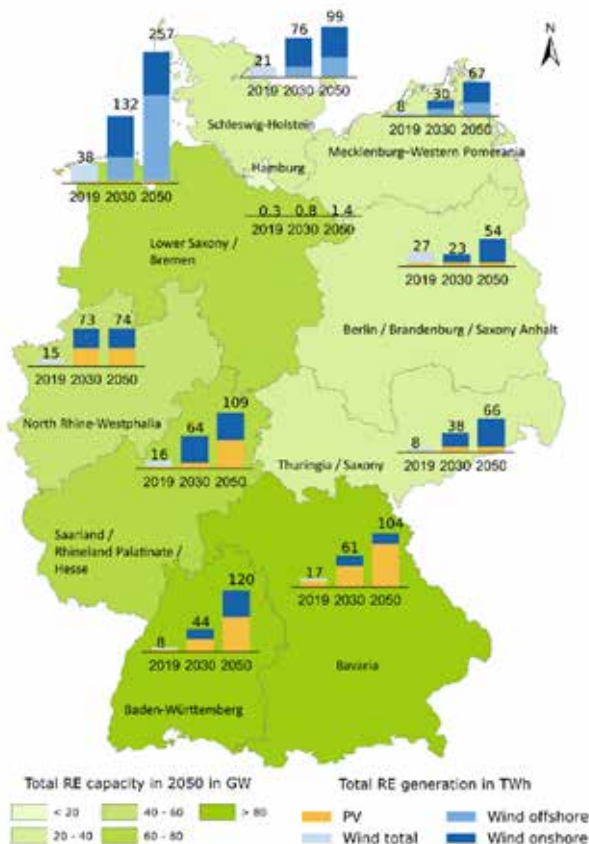 257
132
38
2019 2030 2050
76
99
21
2019 2030 2050
N
Schleswig-Holstein
Hamburg
67
30
8
2019 2030 2050
Mecklenburg-Western Pomerania
0.3 0.8 1.4
2019 2030 2050
Lower Saxony /
Bremen
54
27 23
2019 2030 2050
Berlin / Brandenburg / Saxony Anhalt
73 74
15
2019 2030 2050
North Rhine-Westphalia
109
64
16
2019 2030 2050
66
38
8
2019 2030 2050
Thuringia / Saxony
Saarland /
Rhineland Palatinate /
Hesse
104
61
17
2019 2030 2050
Bavaria
120
44
8
2019 2030 2050
Baden-Württemberg
Total RE capacity in 2050 in GW
< 20
20 - 40
40 - 60
60 - 80
> 80
Total RE generation in TWh
PV
Wind total
Wind offshore
Wind onshore